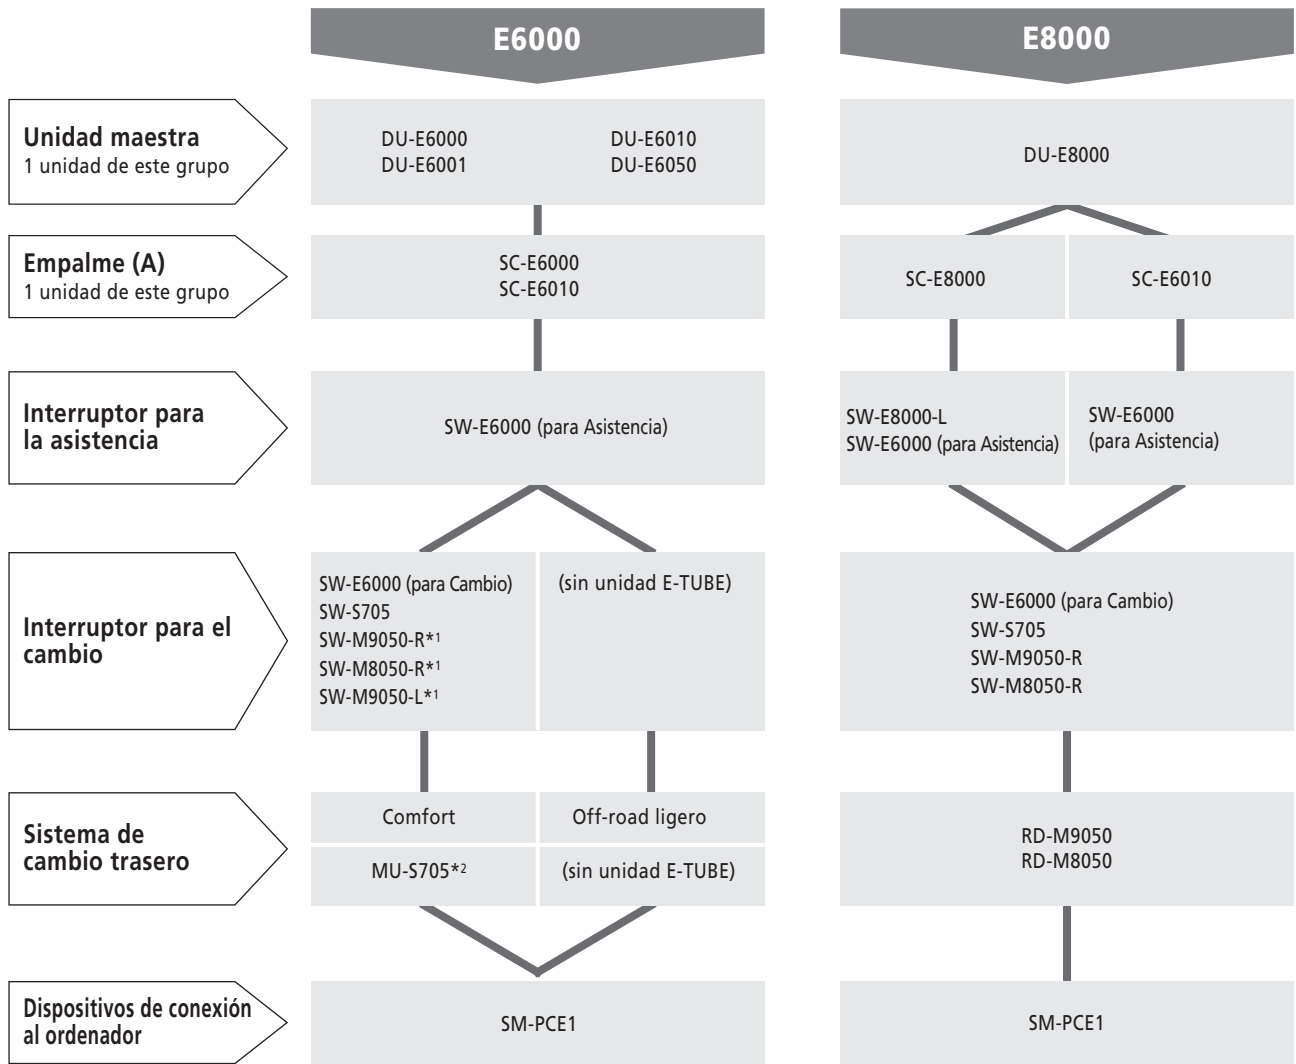 E6000
E8000
Unidad maestra
1 unidad de este grupo
DU-E6000
DU-E6001
DU-E6010
DU-E6050
DU-E8000
Empalme (A)
1 unidad de este grupo
SC-E6000
SC-E6010
SC-E8000
SC-E6010
Interruptor para
la asistencia
SW-E6000 (para Asistencia)
SW-E8000-L
SW-E6000 (para Asistencia)
SW-E6000
(para Asistencia)
Interruptor para el
cambio
SW-E6000 (para Cambio)
SW-S705
SW-M9050-R*1
SW-M8050-R*1
SW-M9050-L*1
(sin unidad E-TUBE)
SW-E6000 (para Cambio)
SW-S705
SW-M9050-R
SW-M8050-R
Sistema de
cambio trasero
Comfort
Off-road ligero
MU-S705*2
(sin unidad E-TUBE)
RD-M9050
RD-M8050
Dispositivos de conexión
al ordenador
SM-PCE1
SM-PCE1